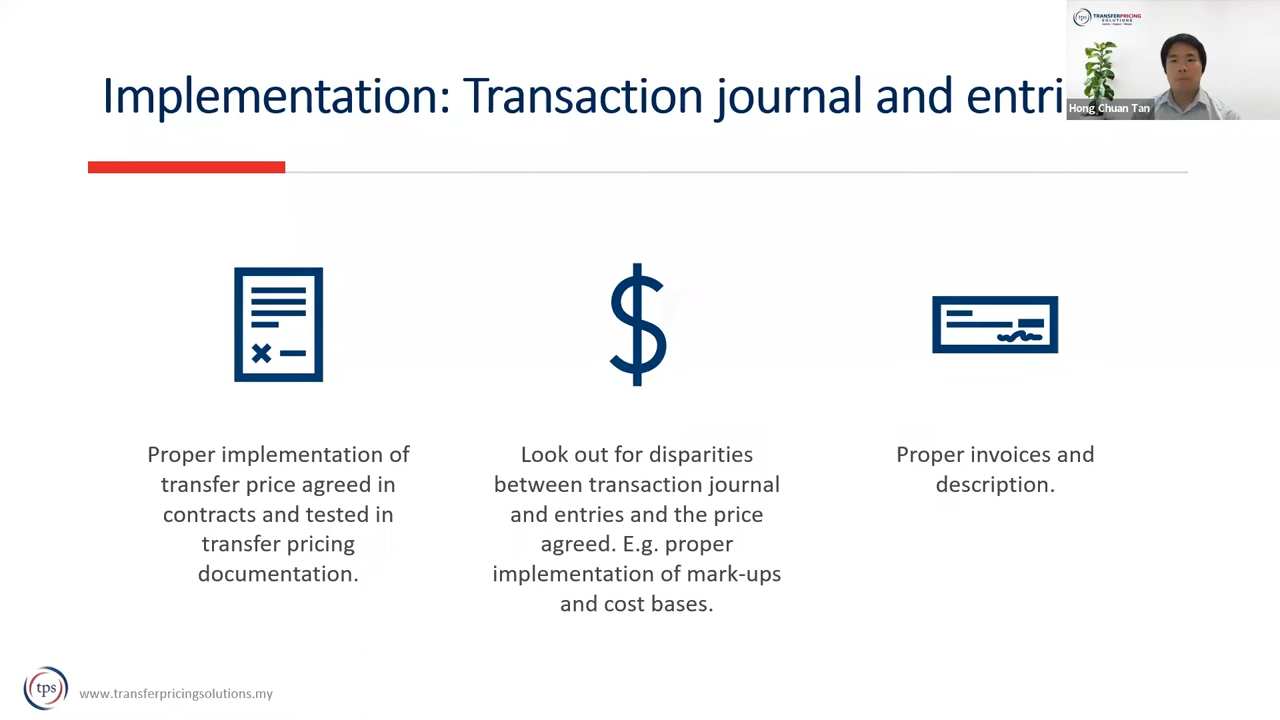 Implementation: Transaction journal and entri
TRANSFERPRICING
SOLUTIONS
Hong Chuan Tan
Proper implementation of
transfer price agreed in
contracts and tested in
transfer pricing
documentation.
Look out for disparities
between transaction journal
and entries and the price
agreed. E.g. proper
implementation of mark-ups
and cost bases.
Proper invoices and
description.
tps
www.transferpricingsolutions.my